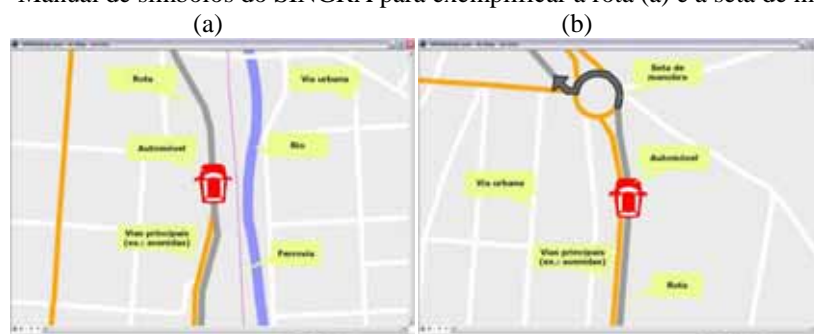 Manual de símbolos do SINGRA para exemplificar a rota (a) e a seta de m
(a) (b)
Rota
Via urbana
Automóvel
Rio
Vias principais
(ex.: avenidas)
Ferrovia
Seta de
manobra
Automóvel
Via urbana
Vias principais
(ex.: avenidas)
Rota